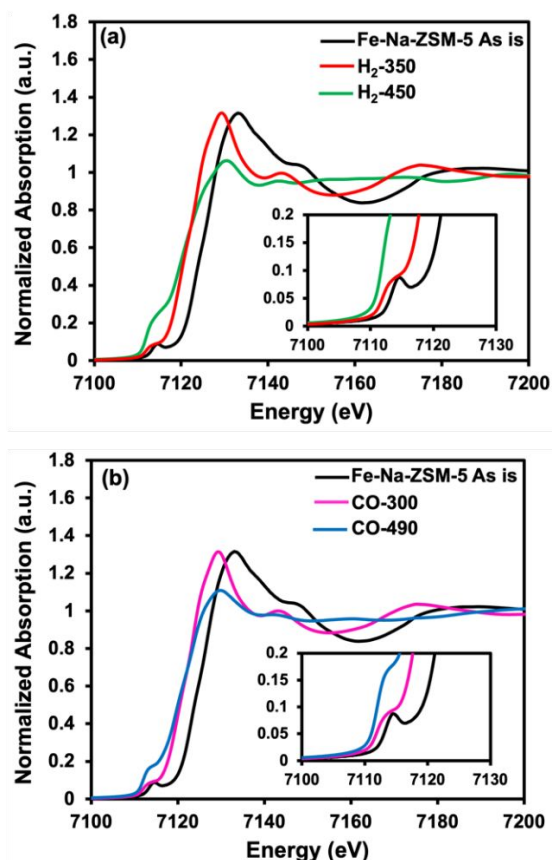 (a)
Fe-Na-ZSM-5 As is
H₂-350
H₂-450
Normalized Absorption (a.u.)
1.8
1.6
1.4
1.2
1
0.8
0.6
0.4
0.2
0
0.2
0.15
0.1
0.05
0
7100 7110 7120 7130
7100 7120 7140 7160 7180 7200
Energy (eV)
(b)
Fe-Na-ZSM-5 As is
CO-300
CO-490
Normalized Absorption (a.u.)
1.8
1.6
1.4
1.2
1
0.8
0.6
0.4
0.2
0
0.2
0.15
0.1
0.05
0
7100 7110 7120 7130
7100 7120 7140 7160 7180 7200
Energy (eV)